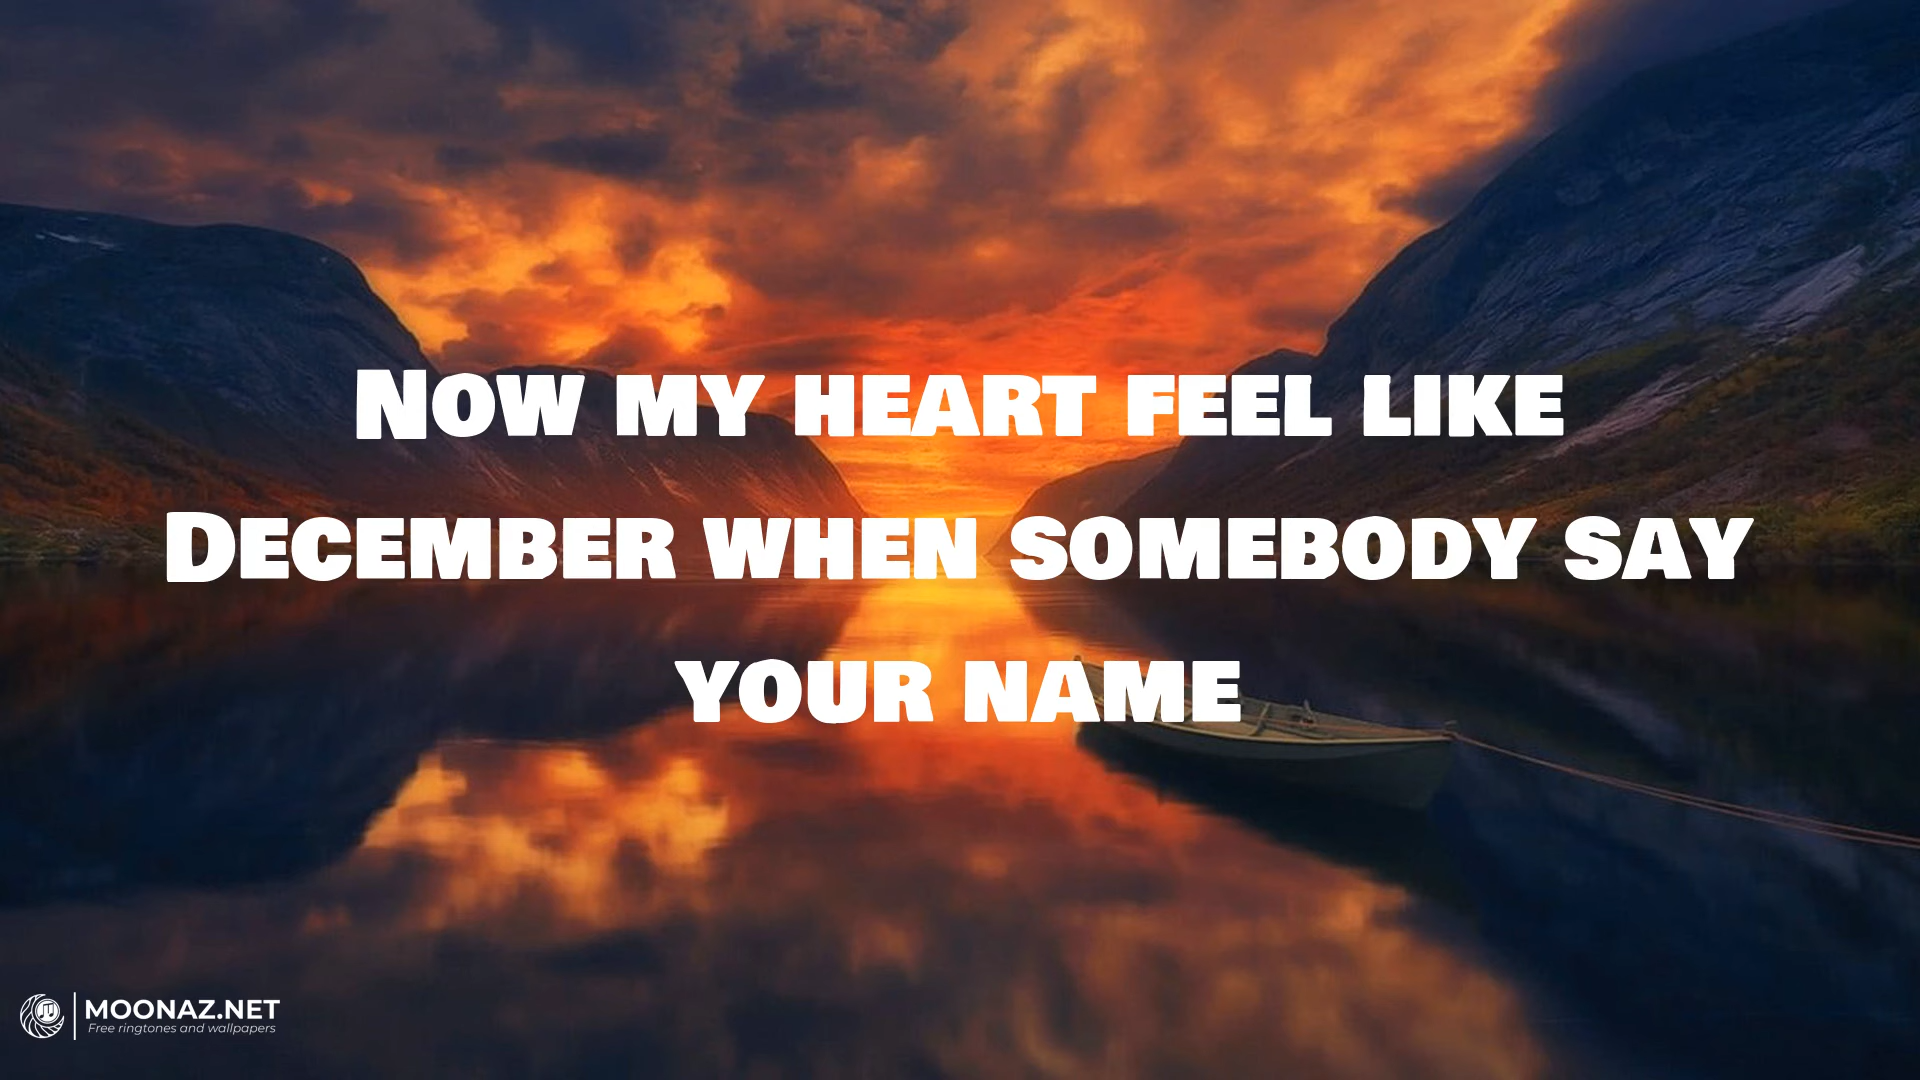 Now my heart feel like
December when somebody say
your name
MOONAZ.NET
Free ringtones and wallpapers